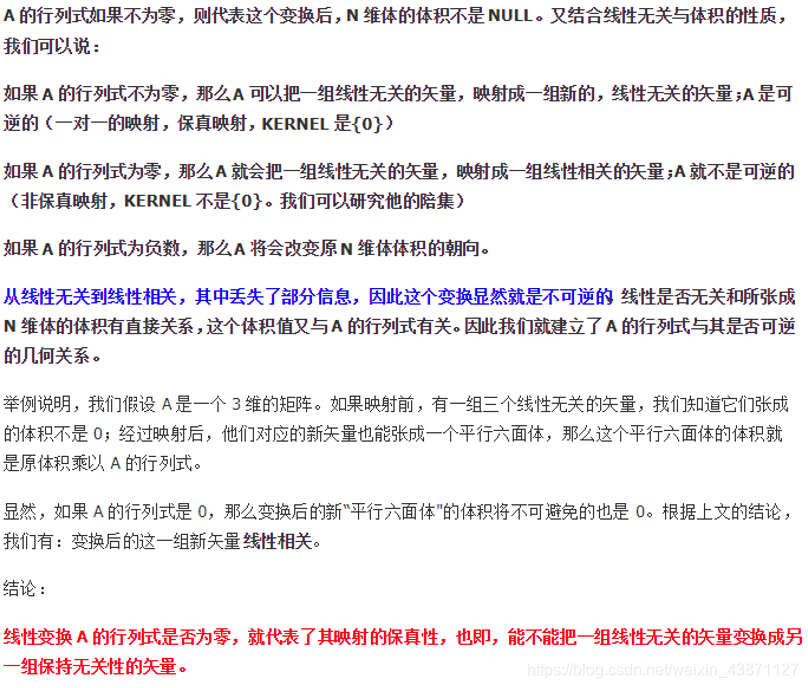 A 的行列式如果不为零，则代表这个变换后，N 维体的体积不是 NULL。又结合线性无关与体积的性质，
我们可以说：
如果 A 的行列式不为零，那么 A 可以把一组线性无关的矢量，映射成一组新的，线性无关的矢量；A 是可
逆的（一对一的映射，保真映射，KERNEL 是{0}）
如果 A 的行列式为零，那么 A 就会把一组线性无关的矢量，映射成一组线性相关的矢量；A 就不是可逆的
（非保真映射，KERNEL 不是{0}。我们可以研究他的陪集）
如果 A 的行列式为负数，那么 A 将会改变原 N 维体体积的朝向。
从线性无关到线性相关，其中丢失了部分信息，因此这个变换显然就是不可逆的 线性是否无关和所张成
N 维体的体积有直接关系，这个体积值又与 A 的行列式有关。因此我们就建立了 A 的行列式与其是否可逆
的几何关系。
举例说明，我们假设 A 是一个 3 维的矩阵。如果映射前，有一组三个线性无关的矢量，我们知道它们张成
的体积不是 0；经过映射后，他们对应的新矢量也能张成一个平行六面体，那么这个平行六面体的体积就
是原体积乘以 A 的行列式。
显然，如果 A 的行列式是 0，那么变换后的新“平行六面体"的体积将不可避免的也是 0。根据上文的结论，
我们有：变换后的这一组新矢量线性相关。
结论：
线性变换 A 的行列式是否为零，就代表了其映射的保真性，也即，能不能把一组线性无关的矢量变换成另
一组保持无关性的矢量。
https://blog.csdn.net/weixin_43871127